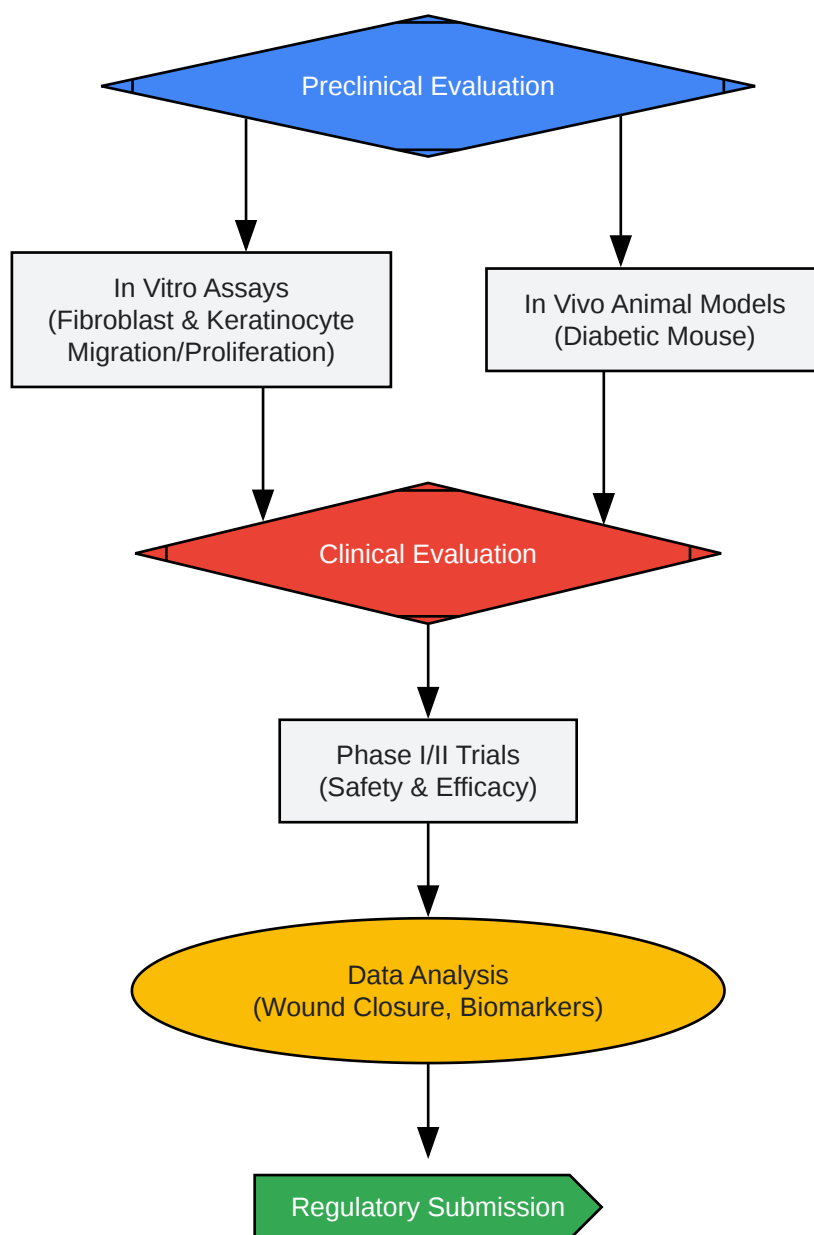 Preclinical Evaluation
In Vitro Assays
(Fibroblast & Keratinocyte
Migration/Proliferation)
In Vivo Animal Models
(Diabetic Mouse)
Clinical Evaluation
Phase I/II Trials
(Safety & Efficacy)
Data Analysis
(Wound Closure, Biomarkers)
Regulatory Submission